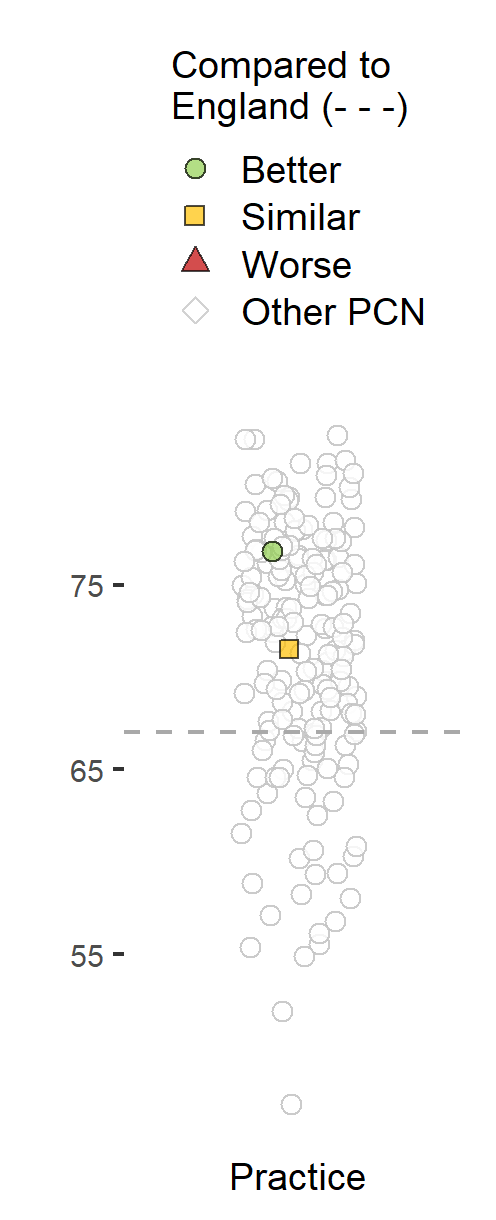 Compared to
England (- - -)
Better
Similar
Worse
Other PCN
75
65
55
Practice